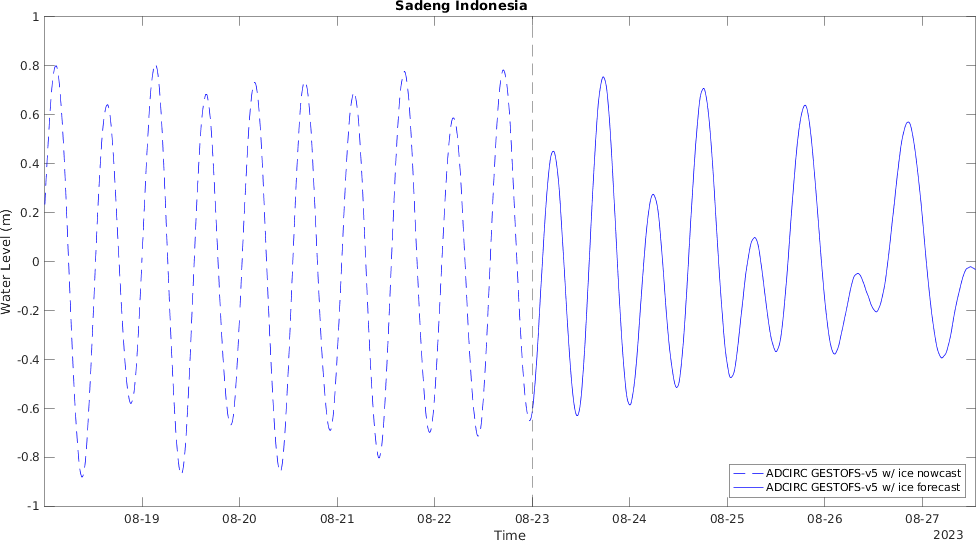 Sadeng Indonesia
1
0.8
0.6
0.4
0.2
0
-0.2
-0.4
-0.6
-0.8
-1
Water Level (m)
08-19 08-20 08-21 08-22 08-23 08-24 08-25 08-26 08-27
Time
2023
ADCIRC GESTOFS-v5 w/ ice nowcast
ADCIRC GESTOFS-v5 w/ ice forecast